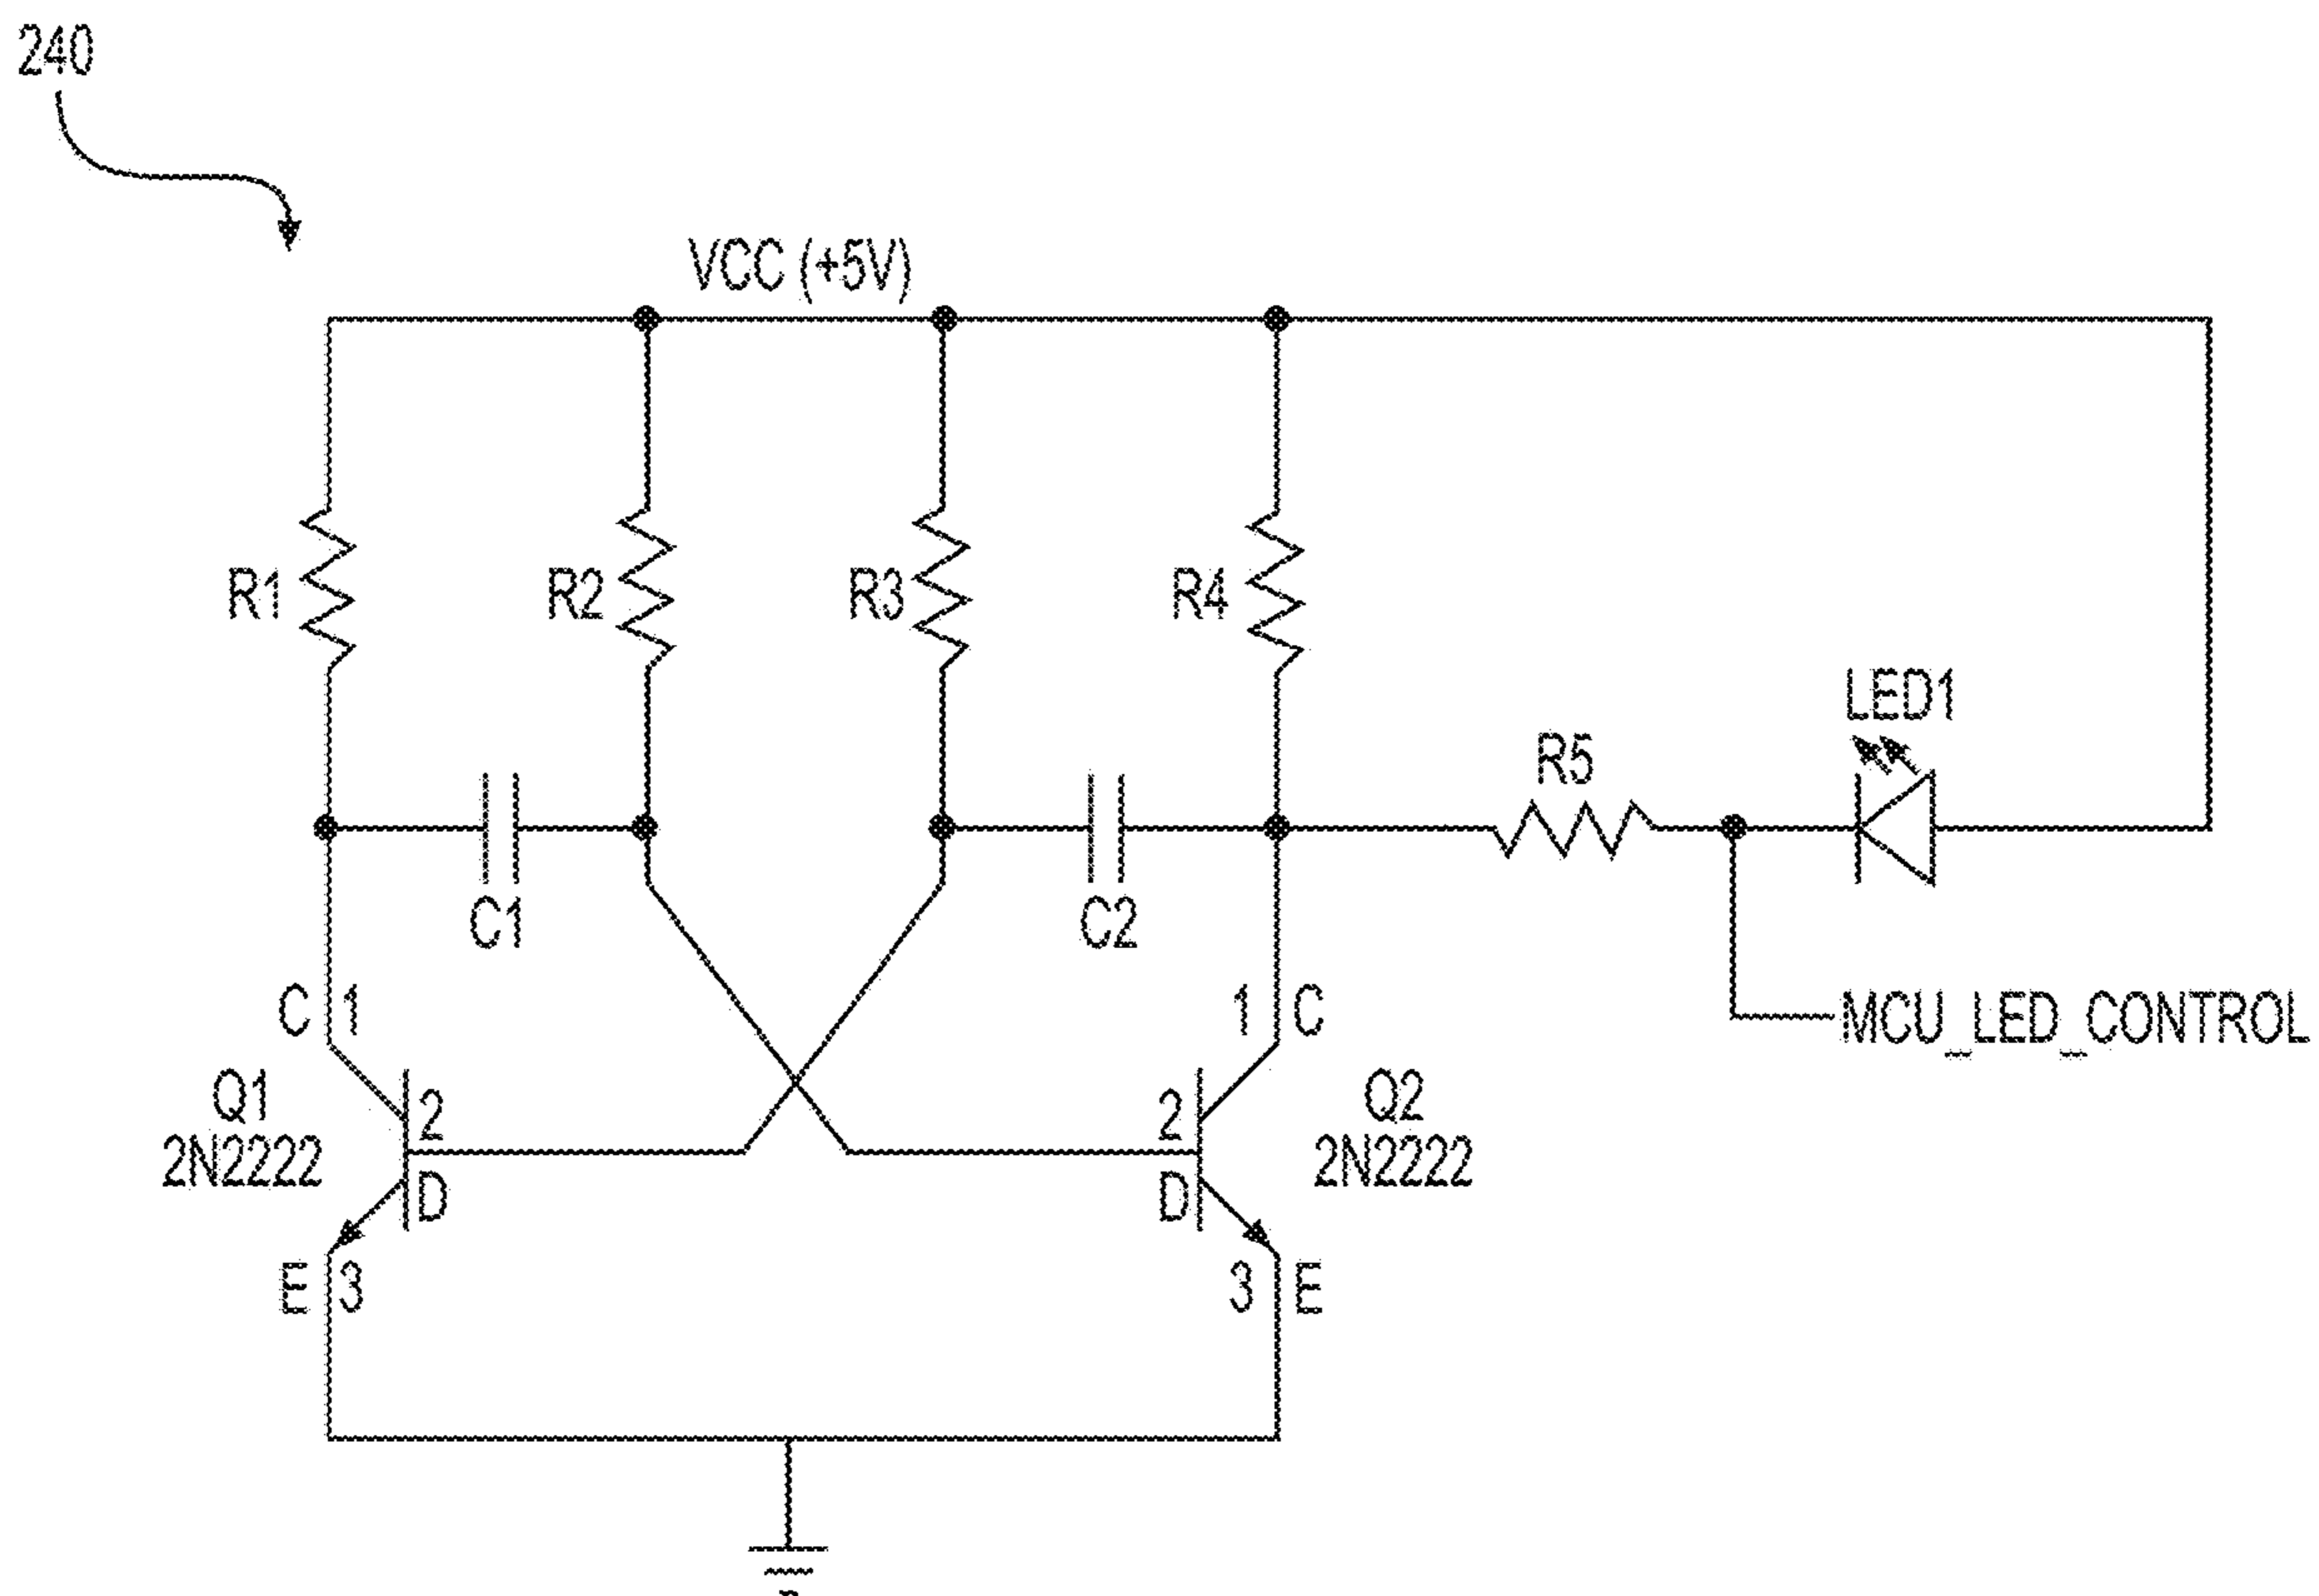 240
VCC (+5V)
R1
R2
R3
R4
LED1
R5
C1
C2
C 1
1 C
MCU_LED_CONTROL
Q1
2N2222
2
D
2
D
Q2
2N2222
E 3
3 E